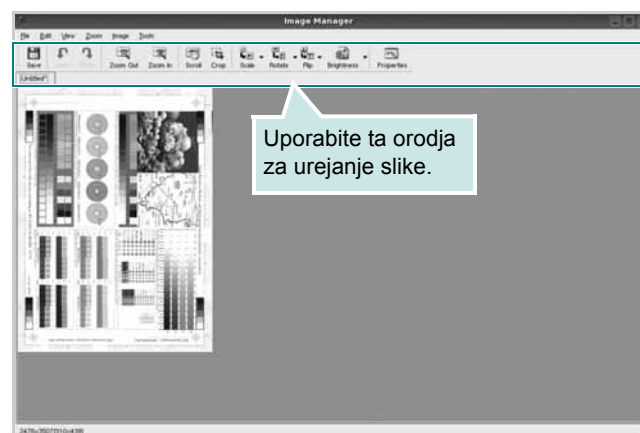 Image Manager
File Edit View Zoom Image Tools
Save Zoom Out Zoom In Scroll Crop Scale Rotate Flip Brightness Properties
Untitled*
Uporabite ta orodja
za urejanje slike.